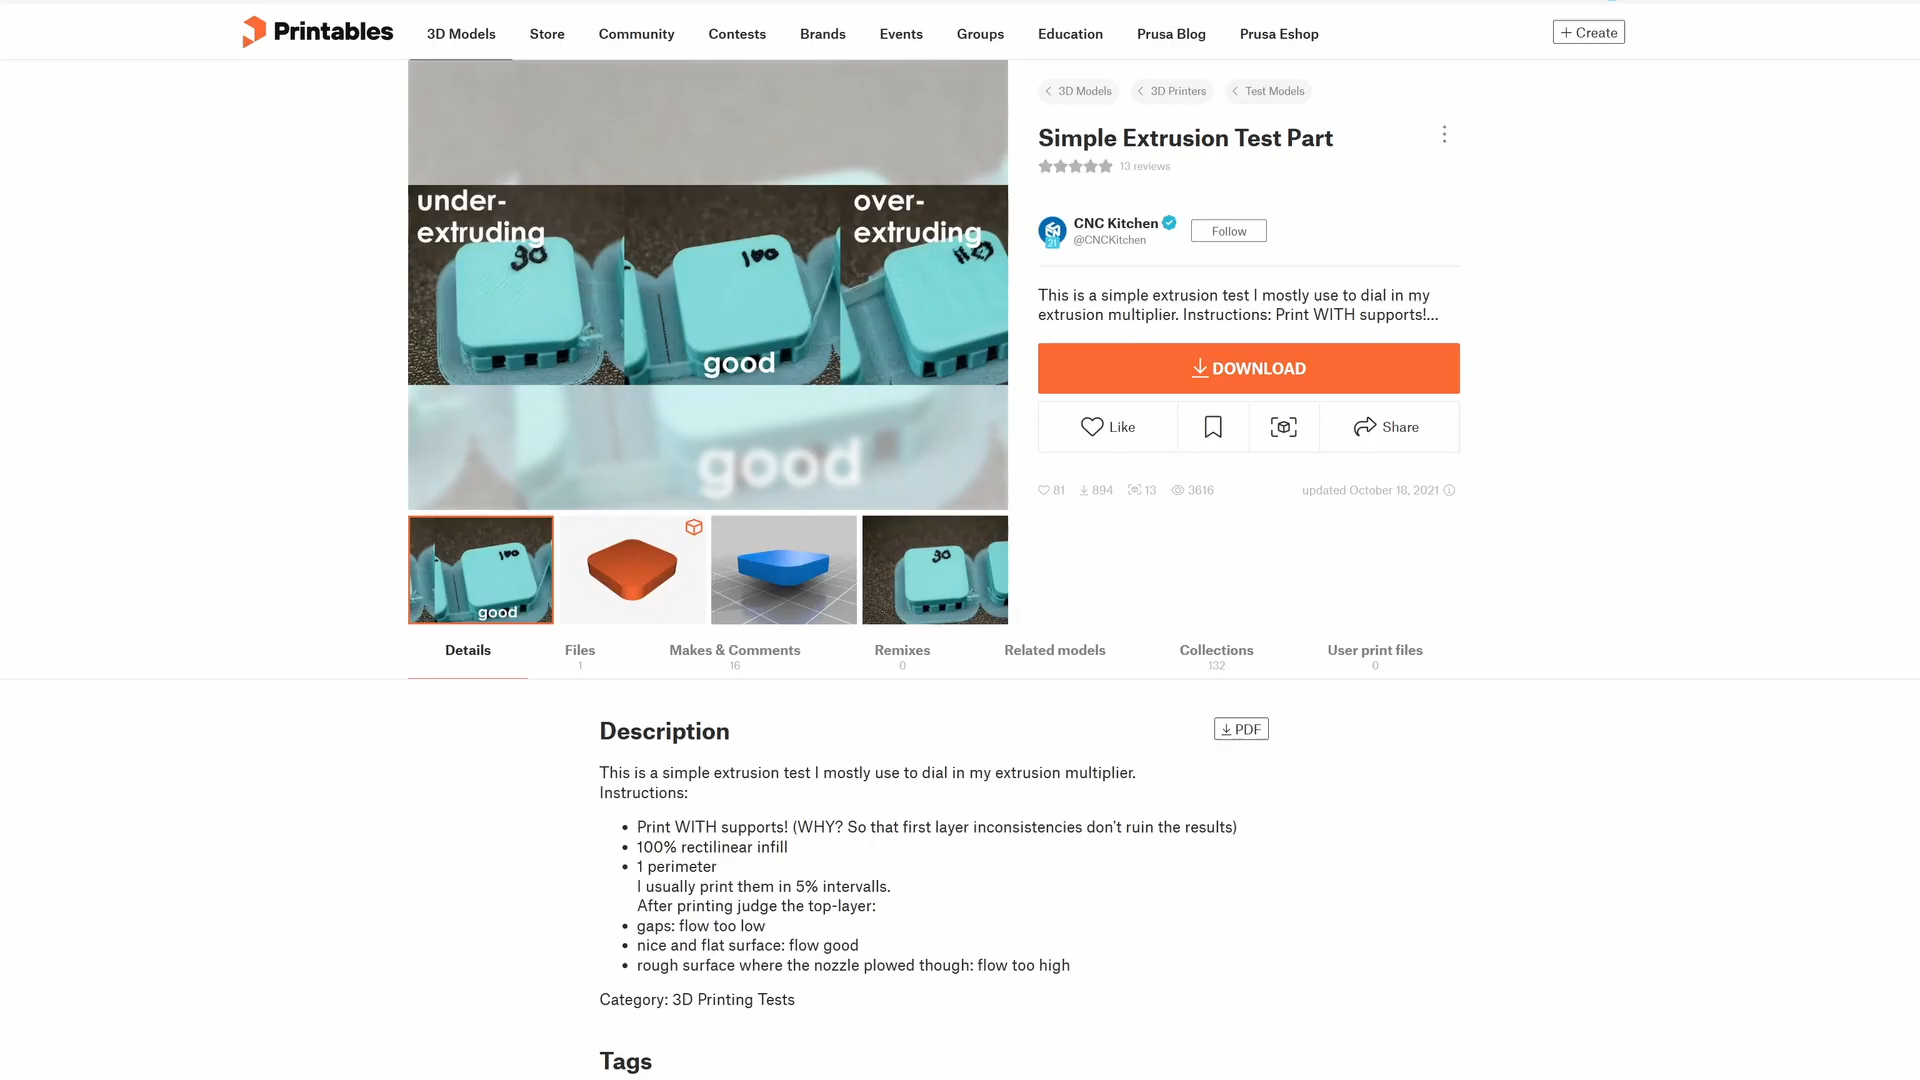 Printables
3D Models
Store
Community
Contests
Brands
Events
Groups
Education
Prusa Blog
Prusa Eshop
+ Create
under-
extruding
over-
extruding
90
100
110
good
good
3D Models
3D Printers
Test Models
Simple Extrusion Test Part
13 reviews
CNC Kitchen
@CNCKitchen
21
Follow
This is a simple extrusion test I mostly use to dial in my
extrusion multiplier. Instructions: Print WITH supports!...
DOWNLOAD
Like
Share
81
894
13
3616
updated October 18, 2021
100
good
90
Details
Files
1
Makes & Comments
16
Remixes
0
Related models
Collections
132
User print files
0
Description
PDF
This is a simple extrusion test I mostly use to dial in my extrusion multiplier.
Instructions:
• Print WITH supports! (WHY? So that first layer inconsistencies don't ruin the results)
• 100% rectilinear infill
• 1 perimeter
I usually print them in 5% intervalls.
After printing judge the top-layer:
• gaps: flow too low
• nice and flat surface: flow good
• rough surface where the nozzle plowed though: flow too high
Category: 3D Printing Tests
Tags